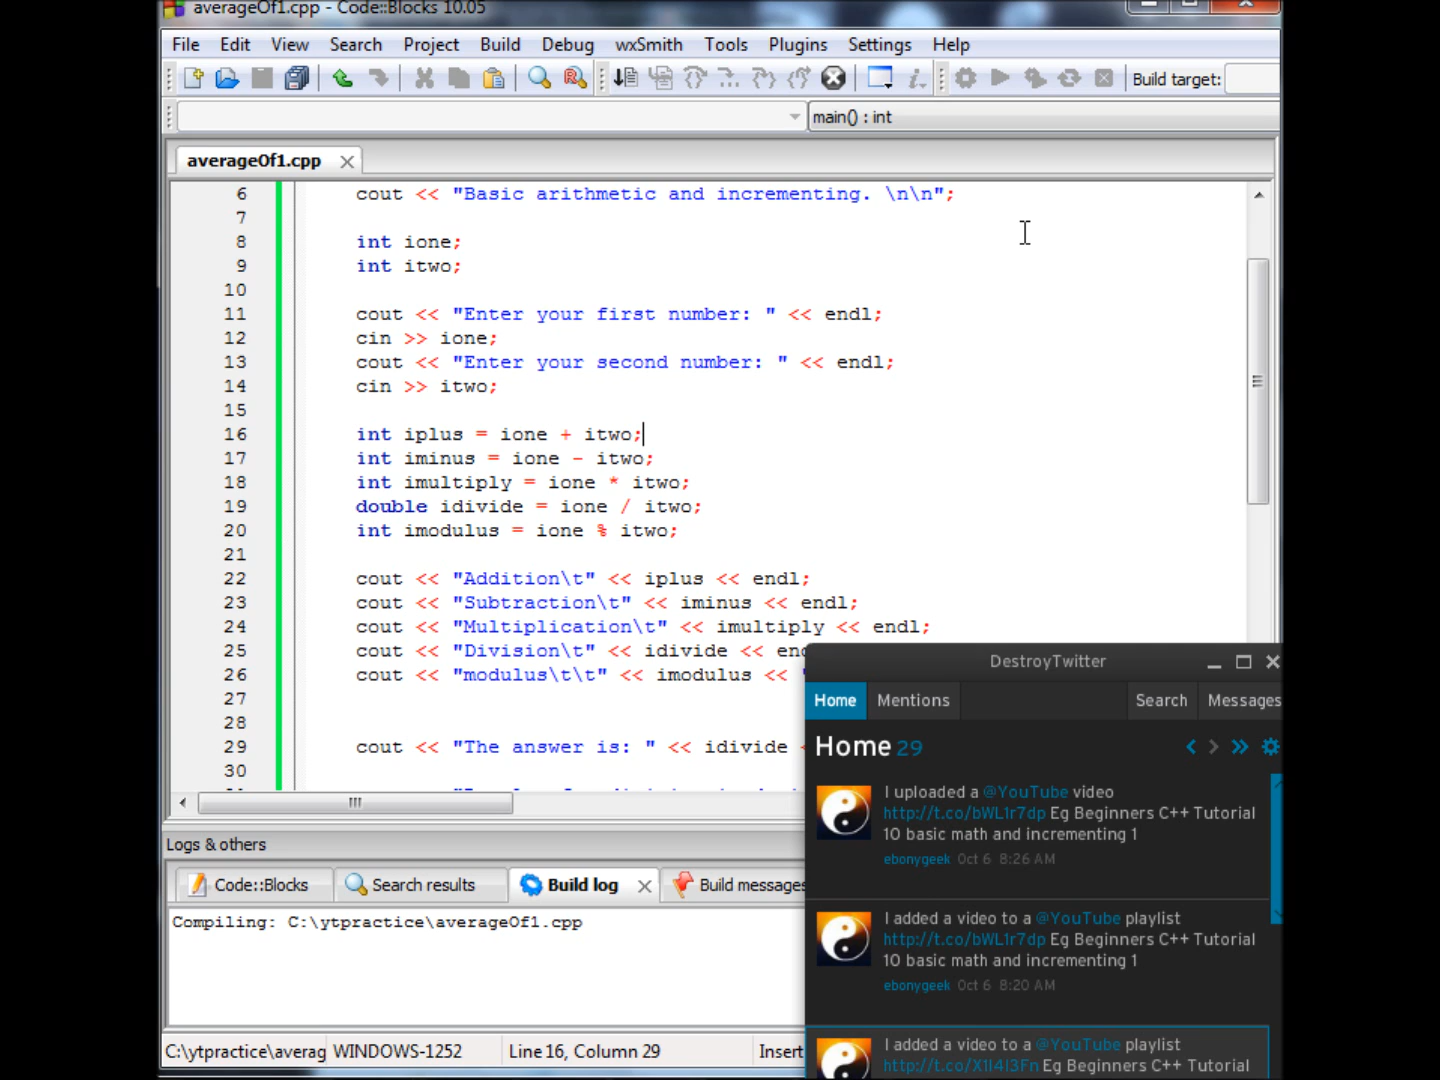 averageOf1.cpp - Code::Blocks 10.05
File Edit View Search Project Build Debug wxSmith Tools Plugins Settings Help
Build target:
main() : int
averageOf1.cpp
6 cout << "Basic arithmetic and incrementing. \n\n";
7
8 int ione;
9 int itwo;
10
11 cout << "Enter your first number: " << endl;
12 cin >> ione;
13 cout << "Enter your second number: " << endl;
14 cin >> itwo;
15
16 int iplus = ione + itwo;
17 int iminus = ione - itwo;
18 int imultiply = ione * itwo;
19 double idivide = ione / itwo;
20 int imodulus = ione % itwo;
21
22 cout << "Addition\t" << iplus << endl;
23 cout << "Subtraction\t" << iminus << endl;
24 cout << "Multiplication\t" << imultiply << endl;
25 cout << "Division\t" << idivide << en
26 cout << "modulus\t\t" << imodulus <<
27
28
29 cout << "The answer is: " << idivide
30
DestroyTwitter
Home Mentions Search Messages
Home 29
I uploaded a @YouTube video
http://t.co/bWL1r7dp Eg Beginners C++ Tutorial
10 basic math and incrementing 1
ebonygeek Oct 6 8:26 AM
I added a video to a @YouTube playlist
http://t.co/bWL1r7dp Eg Beginners C++ Tutorial
10 basic math and incrementing 1
ebonygeek Oct 6 8:20 AM
I added a video to a @YouTube playlist
http://t.co/X1I4l3Fn Eg Beginners C++ Tutorial
Logs & others
Code::Blocks Search results Build log Build messages
Compiling: C:\ytpractice\averageOf1.cpp
C:\ytpractice\averag WINDOWS-1252 Line 16, Column 29 Insert